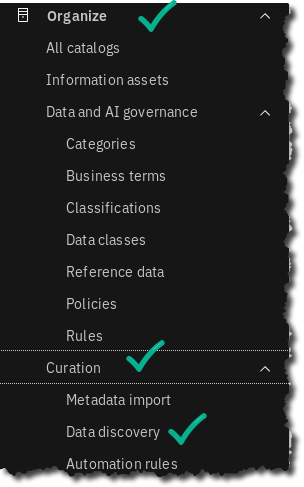 Organize
All catalogs
Information assets
Data and AI governance
Categories
Business terms
Classifications
Data classes
Reference data
Policies
Rules
Curation
Metadata import
Data discovery
Automation rules